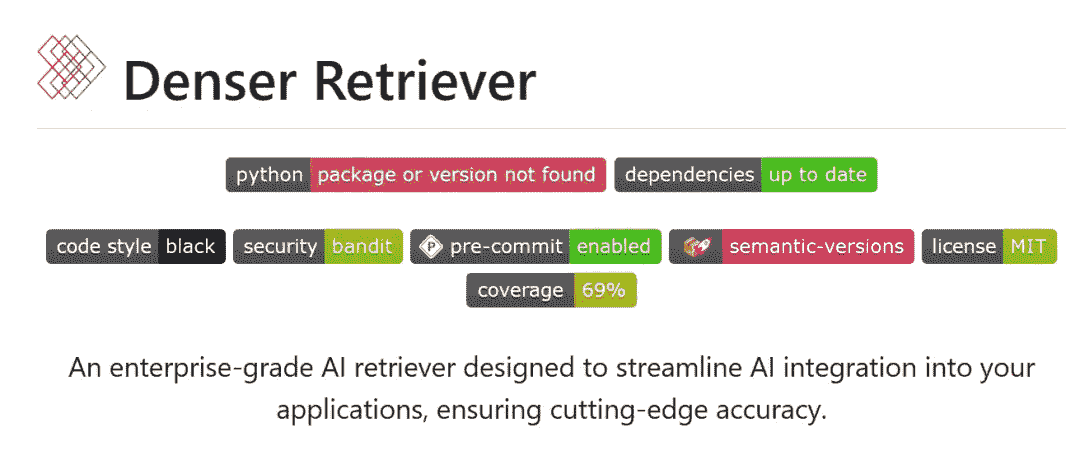 Denser Retriever
python package or version not found dependencies up to date
code style black security bandit P pre-commit enabled semantic-versions license MIT
coverage 69%
An enterprise-grade AI retriever designed to streamline AI integration into your
applications, ensuring cutting-edge accuracy.